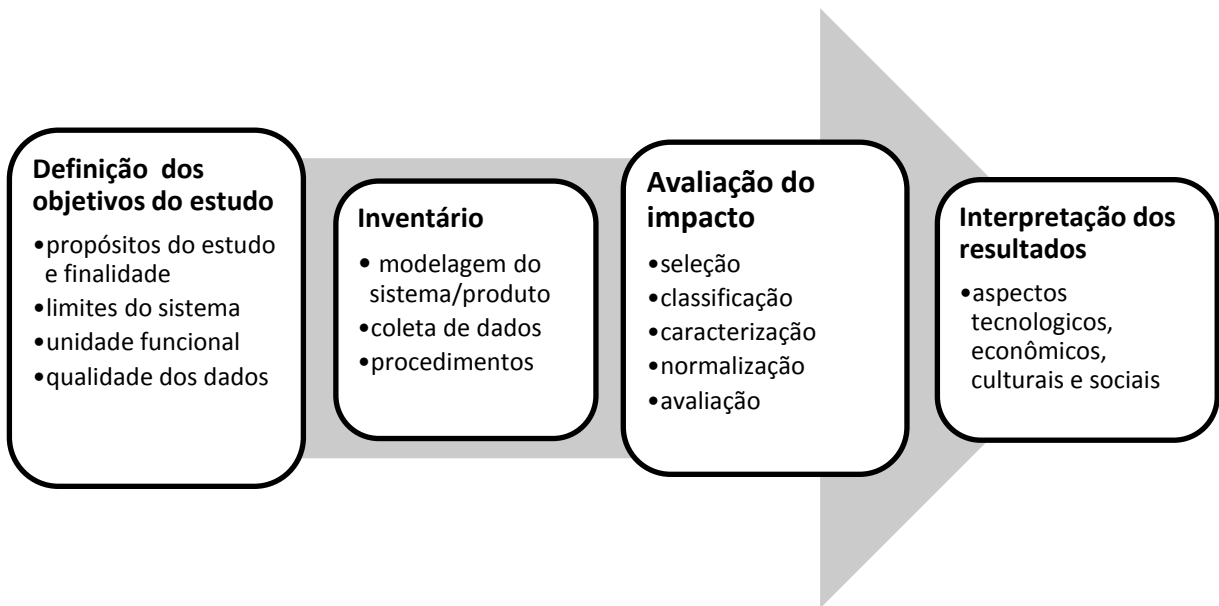 Definição dos
objetivos do estudo
•propósitos do estudo
e finalidade
•limites do sistema
•unidade funcional
•qualidade dos dados
Inventário
• modelagem do
sistema/produto
•coleta de dados
•procedimentos
Avaliação do
impacto
•seleção
•classificação
•caracterização
•normalização
•avaliação
Interpretação dos
resultados
•aspectos
tecnologicos,
econômicos,
culturais e sociais